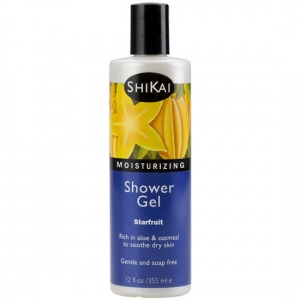 SHIKAI
MOISTURIZING
Shower
Gel
Starfruit
Rich in aloe & oatmeal
to soothe dry skin
Gentle and soap free
12 fl oz/355 ml e